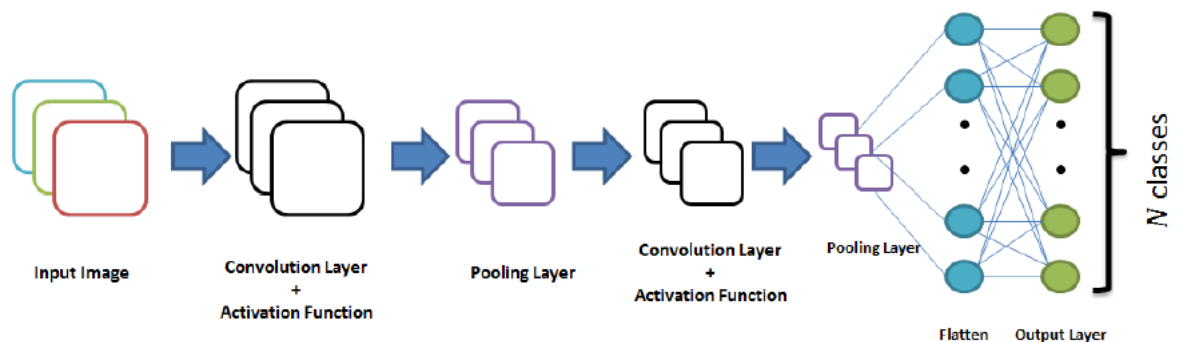 Input Image
Convolution Layer
+
Activation Function
Pooling Layer
Convolution Layer
+
Activation Function
Pooling Layer
Flatten
Output Layer
N classes